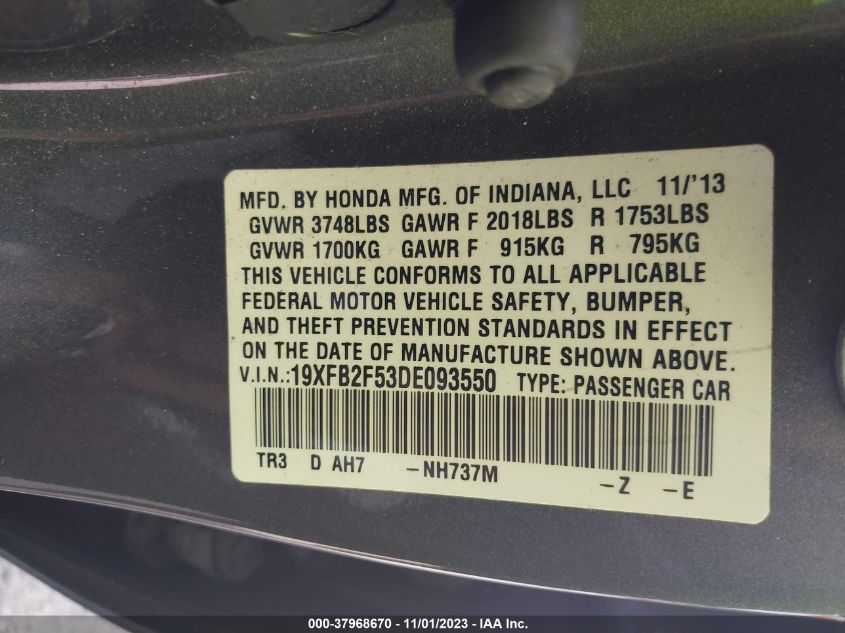 MFD. BY HONDA MFG. OF INDIANA, LLC 11/'13
GVWR 3748LBS GAWR F 2018LBS R 1753LBS
GVWR 1700KG GAWR F 915KG R 795KG
THIS VEHICLE CONFORMS TO ALL APPLICABLE
FEDERAL MOTOR VEHICLE SAFETY, BUMPER,
AND THEFT PREVENTION STANDARDS IN EFFECT
ON THE DATE OF MANUFACTURE SHOWN ABOVE.
V.I.N.:19XFB2F53DE093550 TYPE: PASSENGER CAR
TR3 D AH7 -NH737M -Z -E
000-37968670 - 11/01/2023 - IAA Inc.